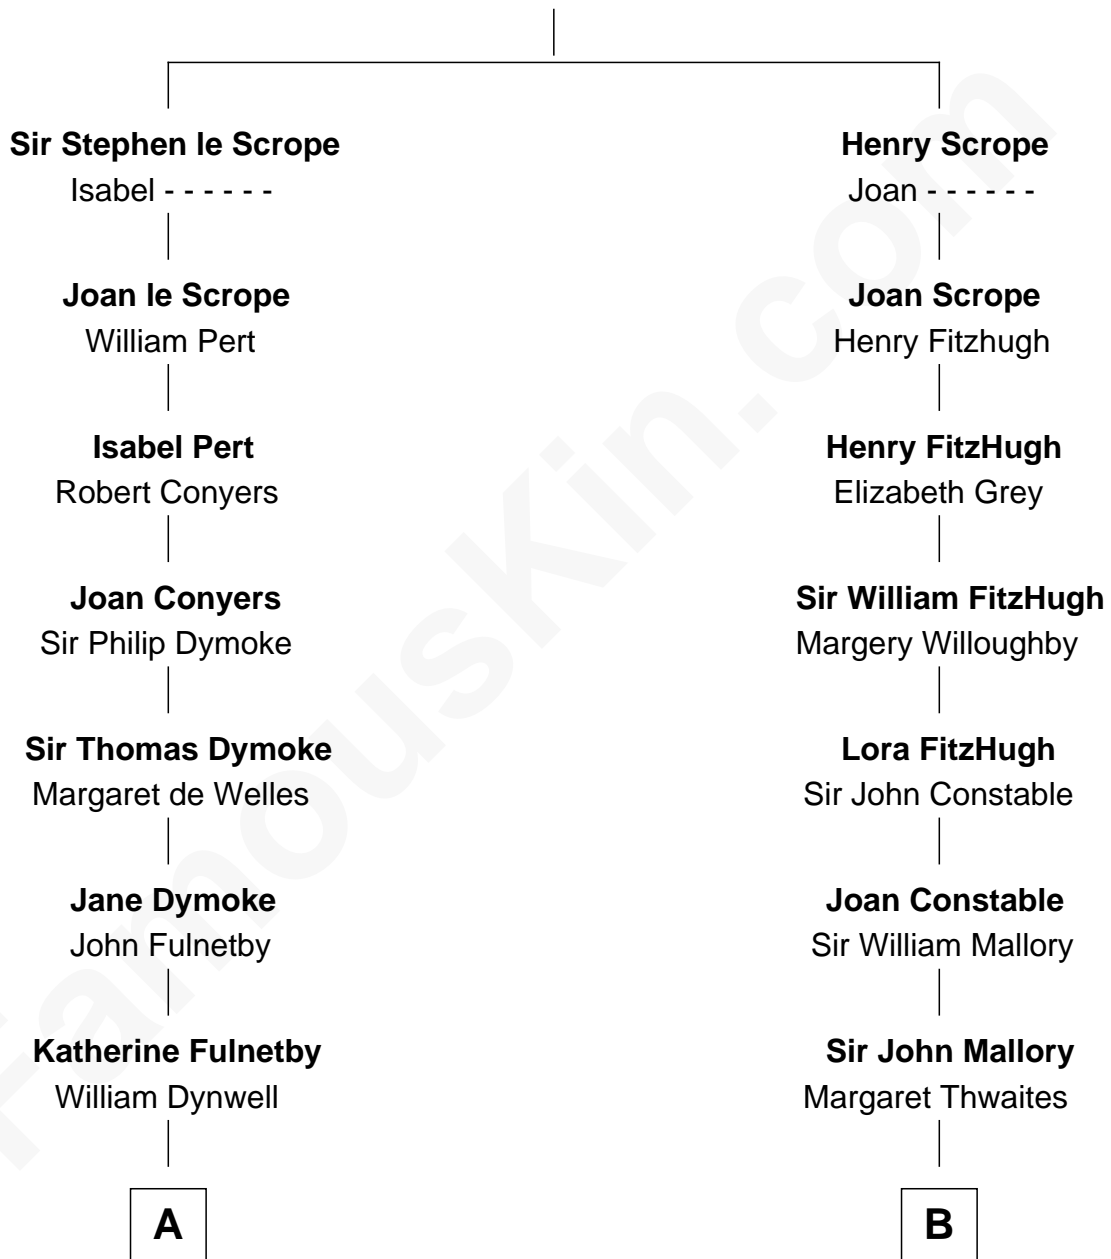 Sir Stephen le Scrope
Isabel - - - - - -
Joan le Scrope
William Pert
Isabel Pert
Robert Conyers
Joan Conyers
Sir Philip Dymoke
Sir Thomas Dymoke
Margaret de Welles
Jane Dymoke
John Fulnetby
Katherine Fulnetby
William Dynwell
A
Henry Scrope
Joan - - - - - -
Joan Scrope
Henry Fitzhugh
Henry FitzHugh
Elizabeth Grey
Sir William FitzHugh
Margery Willoughby
Lora FitzHugh
Sir John Constable
Joan Constable
Sir William Mallory
Sir John Mallory
Margaret Thwaites
B
FamousKin.com